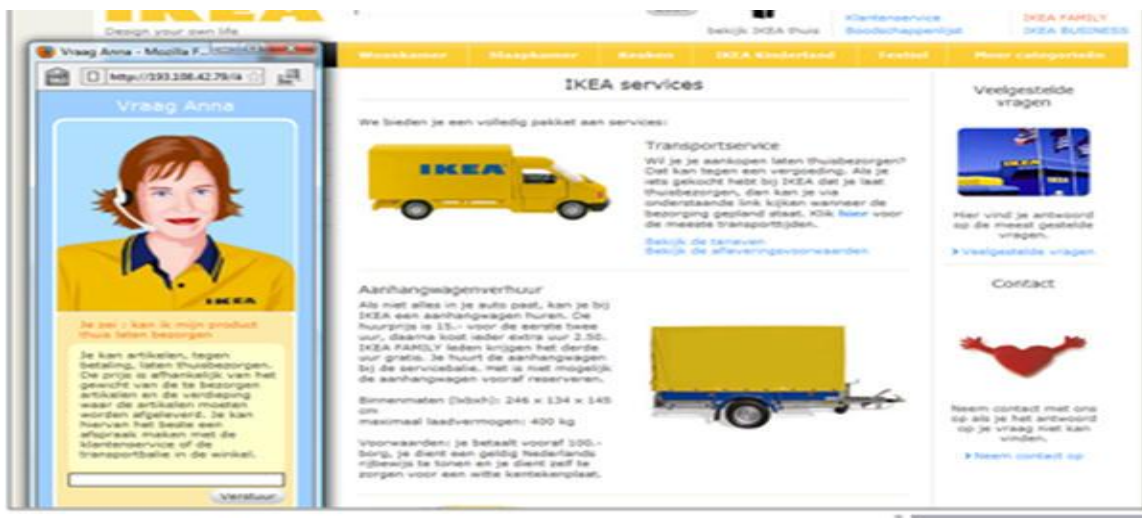 IKEA
Design your own life
bekijk IKEA thuis
Klantenservice
Boodschappenlijst
IKEA FAMILY
IKEA BUSINESS
Woonkamer Slaapkamer Keuken IKEA Kinderland Textiel Meer categorieën
Vraag Anna - Mozilla F...
http://193.108.42.79/a
Vraag Anna
IKEA
Je zei : kan ik mijn product
thuis laten bezorgen
Je kan artikelen, tegen
betaling, laten thuisbezorgen.
De prijs is afhankelijk van het
gewicht van de te bezorgen
artikelen en de verdieping
waar de artikelen moeten
worden afgeleverd. Je kan
hiervan het beste een
afspraak maken met de
klantenservice of de
transportbalie in de winkel.
Verstuur
IKEA services
We bieden je een volledig pakket aan services:
IKEA
Transportservice
Wil je je aankopen laten thuisbezorgen?
Dat kan tegen een vergoeding. Als je
iets gekocht hebt bij IKEA dat je laat
thuisbezorgen, dan kan je via
onderstaande link kijken wanneer de
bezorging gepland staat. Klik hier voor
de meeste transporttijden.
Bekijk de tarieven
Bekijk de afleveringsvoorwaarden
Aanhangwagenverhuur
Als niet alles in je auto past, kan je bij
IKEA een aanhangwagen huren. De
huurprijs is 15.- voor de eerste twee
uur, daarna kost ieder extra uur 2.50.
IKEA FAMILY leden krijgen het derde
uur gratis. Je huurt de aanhangwagen
bij de servicebalie. Het is niet mogelijk
de aanhangwagen vooraf reserveren.
Binnenmaten (lxbxh): 246 x 134 x 145
cm
maximaal laadvermogen: 400 kg
Voorwaarden: je betaalt vooraf 100.-
borg, je dient een geldig Nederlands
rijbewijs te tonen en je dient zelf te
zorgen voor een witte kentekenplaat.
Veelgestelde
vragen
IKEA
Hier vind je antwoord
op de meest gestelde
vragen.
Veelgestelde vragen
Contact
Neem contact met ons
op als je het antwoord
op je vraag niet kan
vinden.
Neem contact op